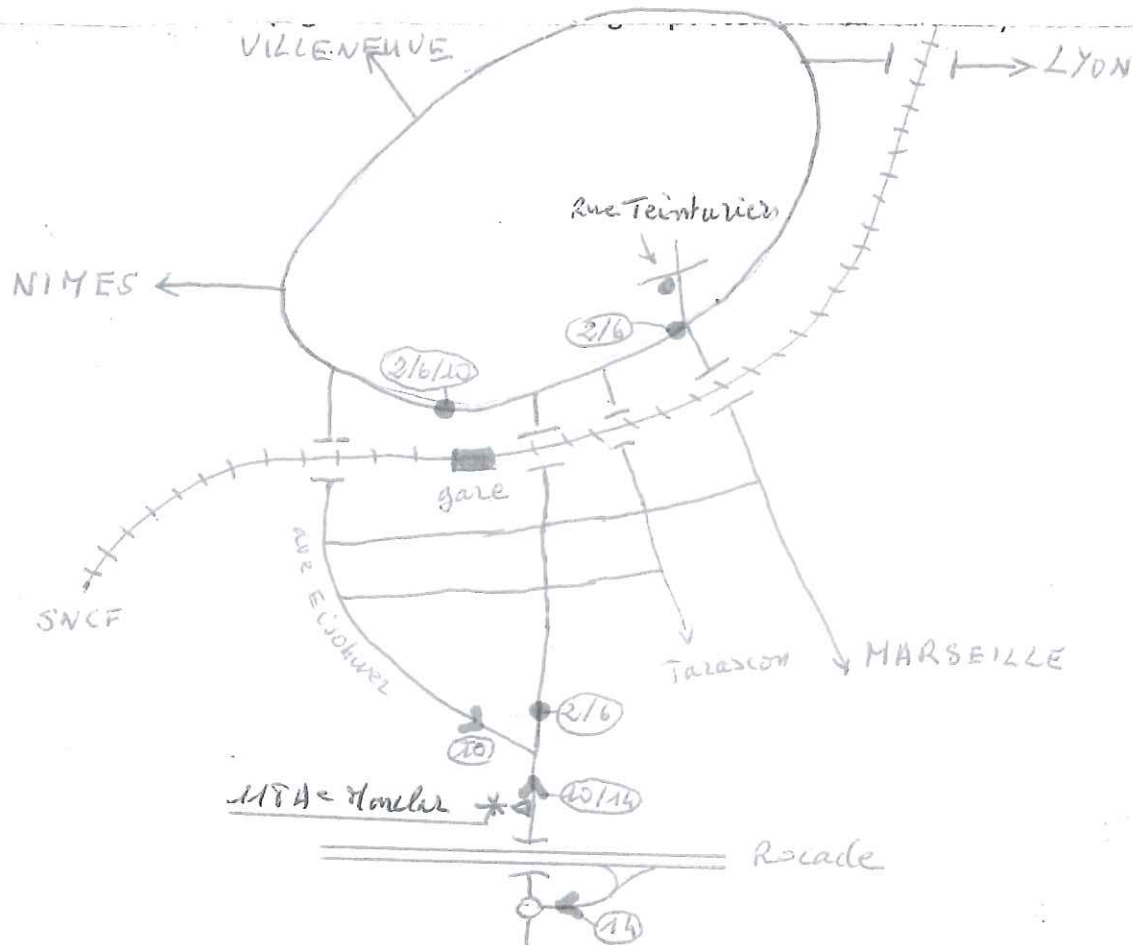 VILLENEUVE
LYON
Rue Teinturiers
NIMES
2/6
2/6/10
gare
SNCF
Tarascon
MARSEILLE
2/6
10
10/14
Rocade
14